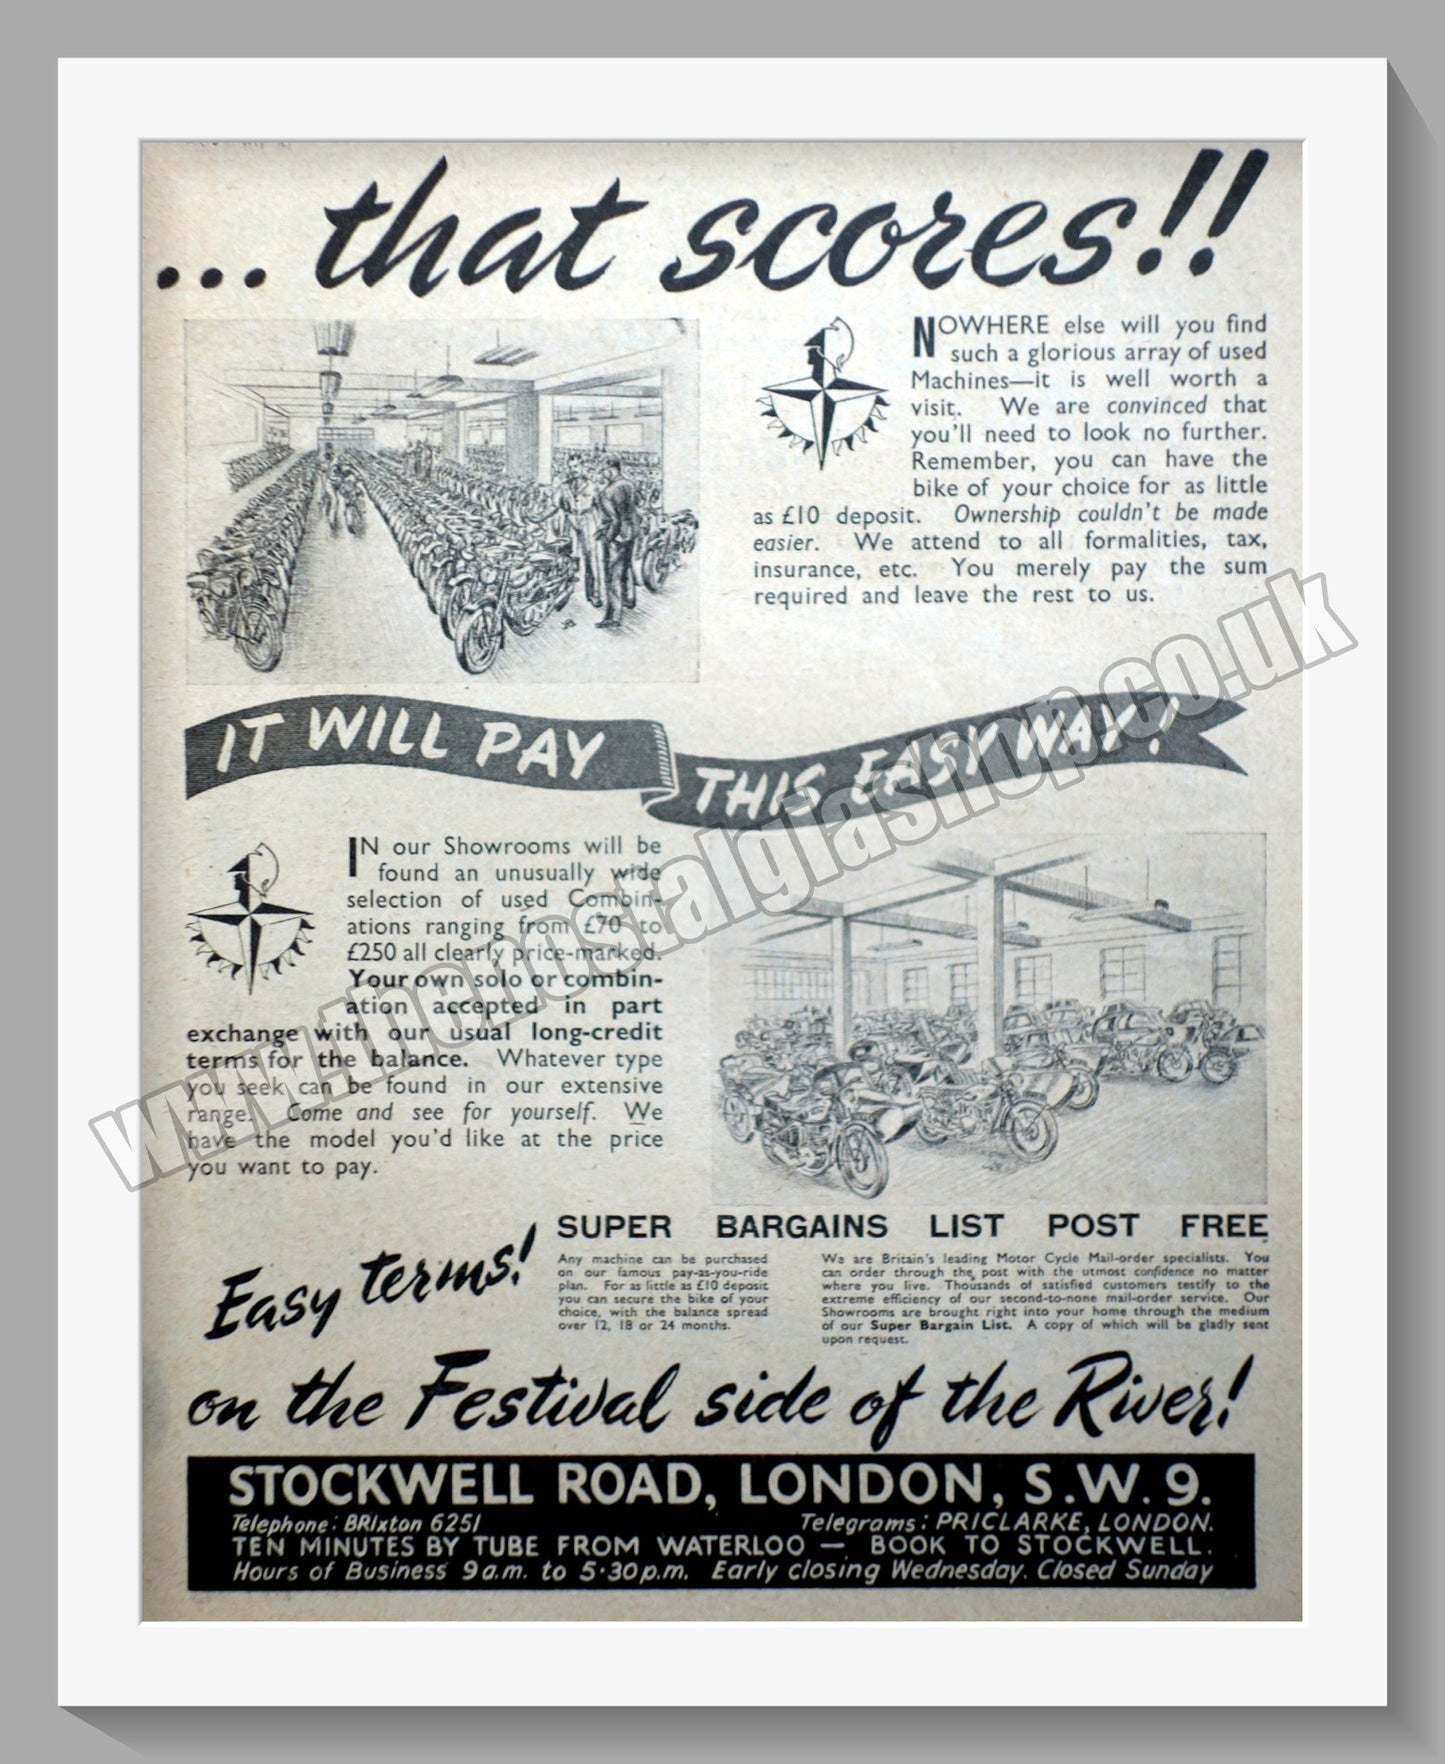 ... that scores!!
NOWHERE else will you find
such a glorious array of used
Machines—it is well worth a
visit. We are convinced that
you'll need to look no further.
Remember, you can have the
bike of your choice for as little
as £10 deposit. Ownership couldn't be made
easier. We attend to all formalities, tax,
insurance, etc. You merely pay the sum
required and leave the rest to us.
IT WILL PAY THIS EASY WAY!
IN our Showrooms will be
found an unusually wide
selection of used Combin-
ations ranging from £70 to
£250 all clearly price-marked.
Your own solo or combin-
ation accepted in part
exchange with our usual long-credit
terms for the balance. Whatever type
you seek can be found in our extensive
range. Come and see for yourself. We
have the model you'd like at the price
you want to pay.
www.thenostalgiashop.co.uk
Easy terms!
SUPER BARGAINS LIST POST FREE
Any machine can be purchased
on our famous pay-as-you-ride
plan. For as little as £10 deposit
you can secure the bike of your
choice, with the balance spread
over 12, 18 or 24 months.
We are Britain's leading Motor Cycle Mail-order specialists. You
can order through the post with the utmost confidence no matter
where you live. Thousands of satisfied customers testify to the
extreme efficiency of our second-to-none mail-order service. Our
Showrooms are brought right into your home through the medium
of our Super Bargain List. A copy of which will be gladly sent
upon request.
on the Festival side of the River!
STOCKWELL ROAD, LONDON, S.W.9.
Telephone: BRIxton 6251 Telegrams: PRICLARKE, LONDON.
TEN MINUTES BY TUBE FROM WATERLOO — BOOK TO STOCKWELL.
Hours of Business 9 a.m. to 5·30 p.m. Early closing Wednesday. Closed Sunday